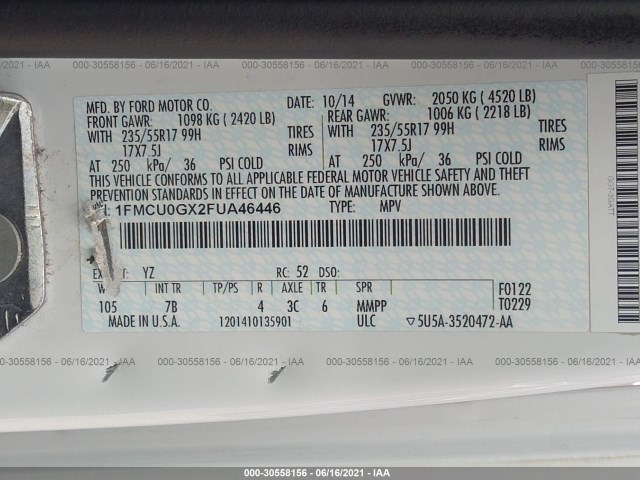 000-30558156 - 06/16/2021 - IAA 000-30558156 - 06/16/2021 - IAA 000-30558156 - 06/16/2021 - IAA
MFD. BY FORD MOTOR CO. DATE: 10/14 GVWR: 2050 KG ( 4520 LB)
FRONT GAWR: 1098 KG ( 2420 LB) REAR GAWR: 1006 KG ( 2218 LB)
WITH 235/55R17 99H TIRES WITH 235/55R17 99H TIRES
17X7.5J RIMS 17X7.5J RIMS
AT 250 kPa/ 36 PSI COLD AT 250 kPa/ 36 PSI COLD
THIS VEHICLE CONFORMS TO ALL APPLICABLE FEDERAL MOTOR VEHICLE SAFETY AND THEFT
PREVENTION STANDARDS IN EFFECT ON THE DATE OF MANUFACTURE SHOWN ABOVE.
: 1FMCU0GX2FUA46446 TYPE: MPV
YZ RC: 52 DSO:
INT TR TP/PS R AXLE TR SPR F0122
105 7B 4 3C 6 MMPP T0229
MADE IN U.S.A. 1201410135901 ULC ▽5U5A-3520472-AA
000-30558156 - 06/16/2021 - IAA 000-30558156 - 06/16/2021 - IAA 000-30558156 - 06/16/2021 - IAA
000-30558156 - 06/16/2021 - IAA